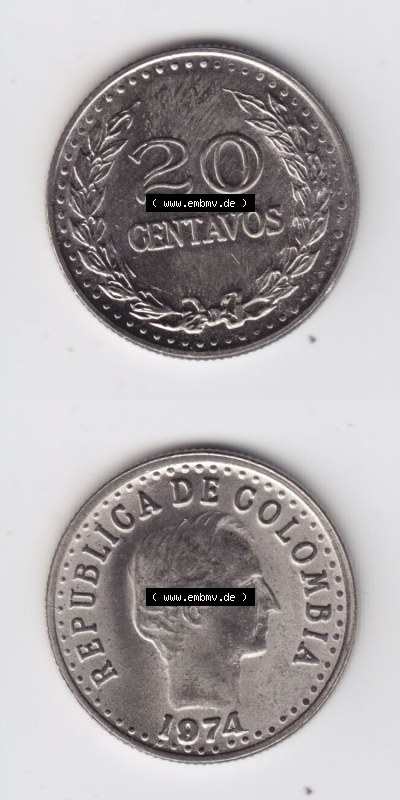 20
( www.embmv.de )
CENTAVOS
REPUBLICA DE COLOMBIA
( www.embmv.de )
1974